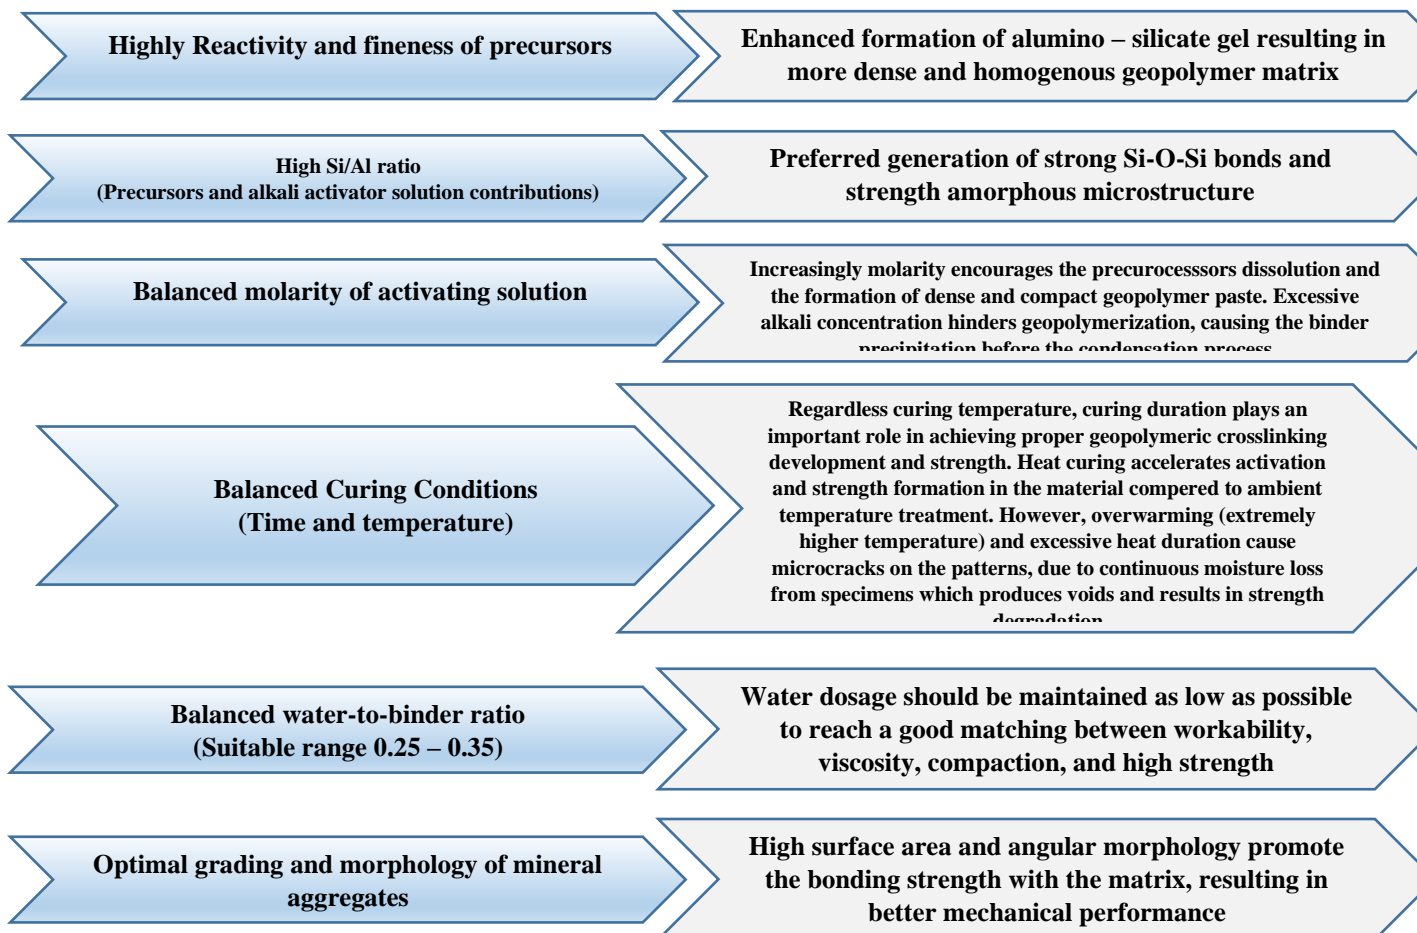 Highly Reactivity and fineness of precursors
Enhanced formation of alumino – silicate gel resulting in
more dense and homogenous geopolymer matrix
High Si/Al ratio
(Precursors and alkali activator solution contributions)
Preferred generation of strong Si-O-Si bonds and
strength amorphous microstructure
Balanced molarity of activating solution
Increasingly molarity encourages the precurocesssors dissolution and
the formation of dense and compact geopolymer paste. Excessive
alkali concentration hinders geopolymerization, causing the binder
precipitation before the condensation process
Balanced Curing Conditions
(Time and temperature)
Regardless curing temperature, curing duration plays an
important role in achieving proper geopolymeric crosslinking
development and strength. Heat curing accelerates activation
and strength formation in the material compered to ambient
temperature treatment. However, overwarming (extremely
higher temperature) and excessive heat duration cause
microcracks on the patterns, due to continuous moisture loss
from specimens which produces voids and results in strength
degradation
Balanced water-to-binder ratio
(Suitable range 0.25 – 0.35)
Water dosage should be maintained as low as possible
to reach a good matching between workability,
viscosity, compaction, and high strength
Optimal grading and morphology of mineral
aggregates
High surface area and angular morphology promote
the bonding strength with the matrix, resulting in
better mechanical performance